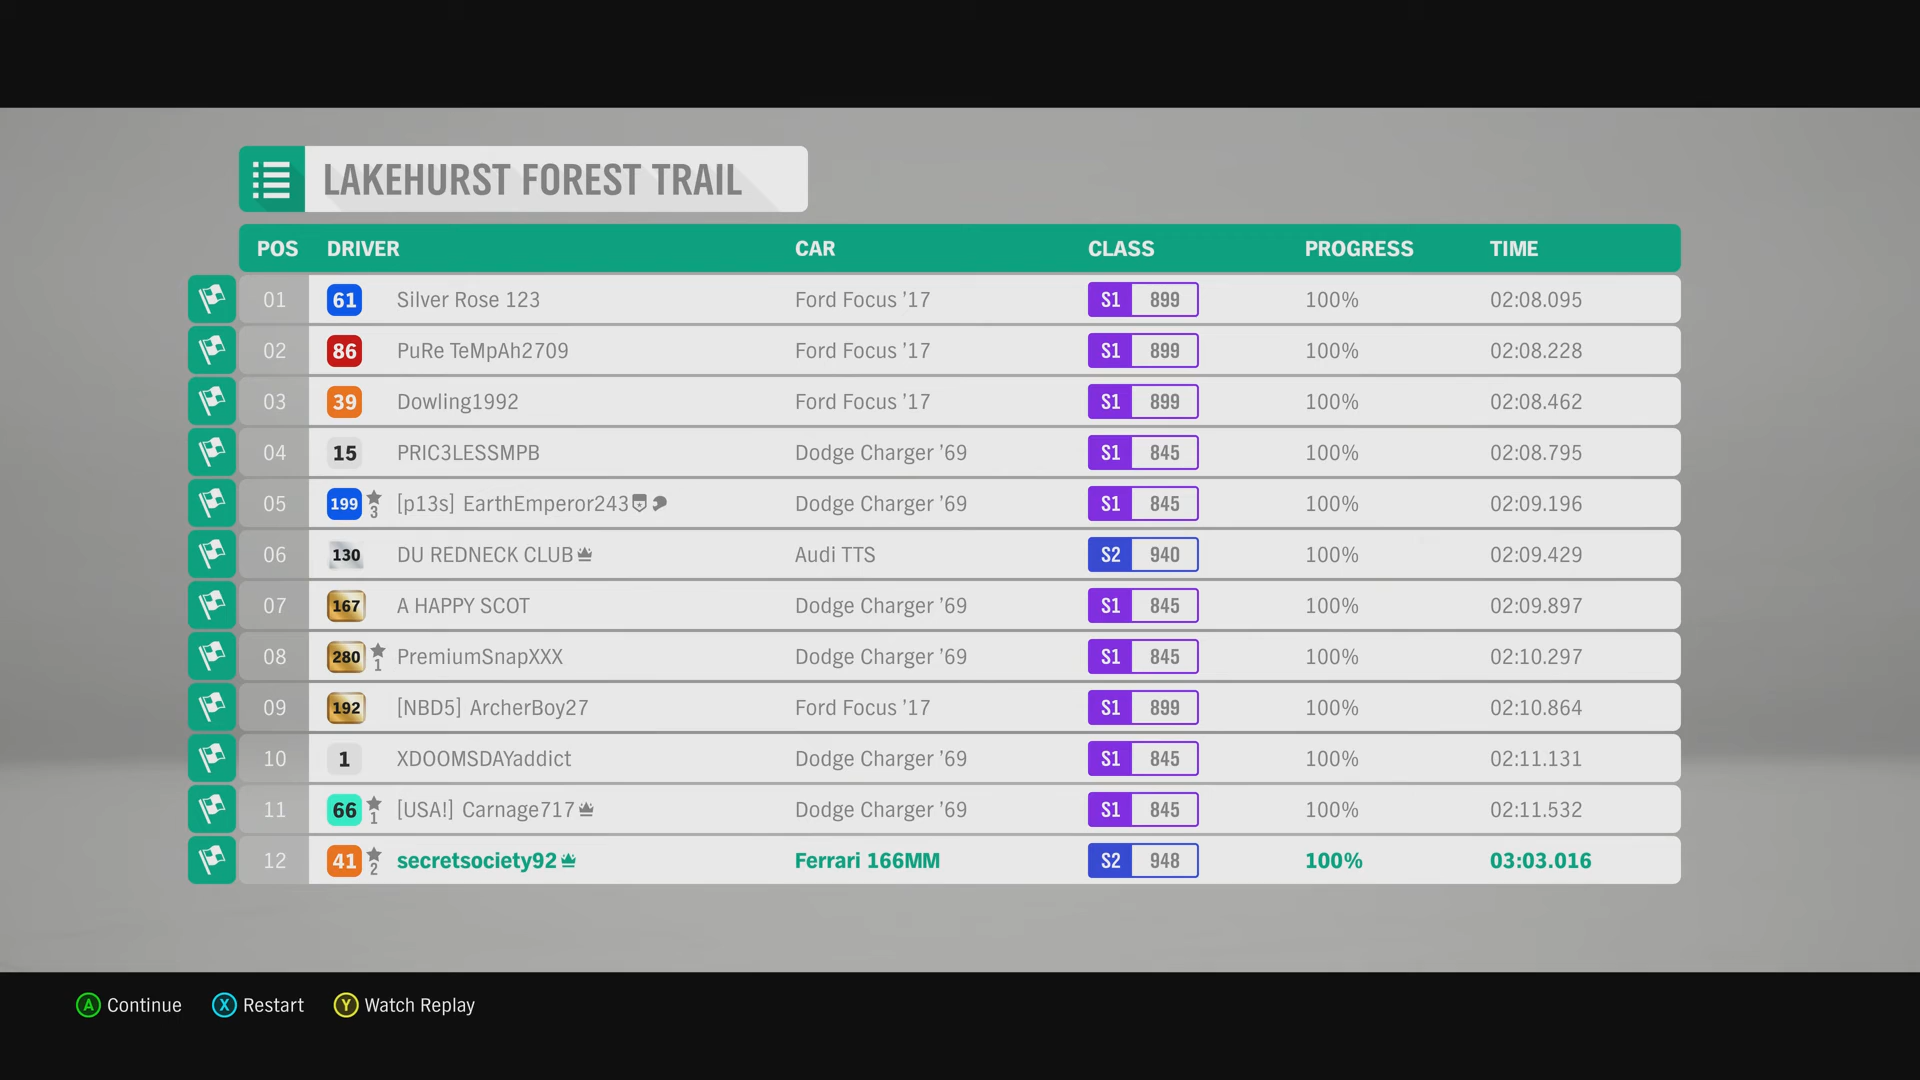 LAKEHURST FOREST TRAIL
POS DRIVER CAR CLASS PROGRESS TIME
01 61 Silver Rose 123 Ford Focus ’17 S1 899 100% 02:08.095
02 86 PuRe TeMpAh2709 Ford Focus ’17 S1 899 100% 02:08.228
03 39 Dowling1992 Ford Focus ’17 S1 899 100% 02:08.462
04 15 PRIC3LESSMPB Dodge Charger ’69 S1 845 100% 02:08.795
05 199 3 [p13s] EarthEmperor243 Dodge Charger ’69 S1 845 100% 02:09.196
06 130 DU REDNECK CLUB Audi TTS S2 940 100% 02:09.429
07 167 A HAPPY SCOT Dodge Charger ’69 S1 845 100% 02:09.897
08 280 1 PremiumSnapXXX Dodge Charger ’69 S1 845 100% 02:10.297
09 192 [NBD5] ArcherBoy27 Ford Focus ’17 S1 899 100% 02:10.864
10 1 XDOOMSDAYaddict Dodge Charger ’69 S1 845 100% 02:11.131
11 66 1 [USA!] Carnage717 Dodge Charger ’69 S1 845 100% 02:11.532
12 41 2 secretsociety92 Ferrari 166MM S2 948 100% 03:03.016
A Continue X Restart Y Watch Replay